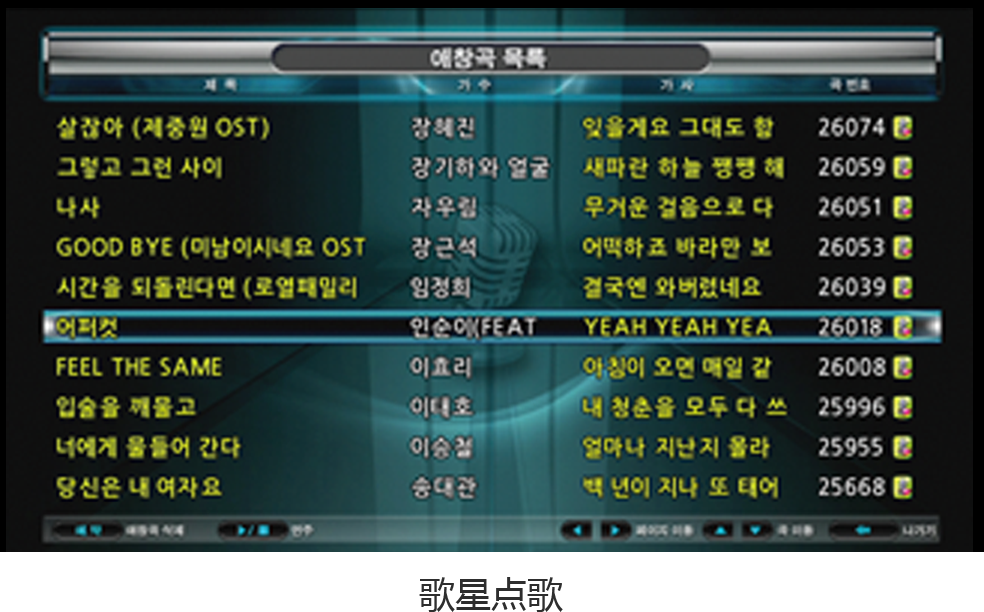 애창곡 목록
제 목 가 수 가 사 곡 번호
살잖아 (제중원 OST) 장혜진 잊을게요 그대도 함 26074
그렇고 그런 사이 장기하와 얼굴 새파란 하늘 쨍쨍 해 26059
나사 자우림 무거운 걸음으로 다 26051
GOOD BYE (미남이시네요 OST 장근석 어떡하죠 바라만 보 26053
시간을 되돌린다면 (로열패밀리 임정희 결국엔 와버렸네요 26039
어퍼컷 인순이(FEAT YEAH YEAH YEA 26018
FEEL THE SAME 이효리 아침이 오면 매일 같 26008
입술을 깨물고 이태호 내 청춘을 모두 다 쓰 25996
너에게 물들어 간다 이승철 얼마나 지난지 몰라 25955
당신은 내 여자요 송대관 백 년이 지나 또 태어 25668
예약 애창곡 삭제 연주 페이지 이동 곡 이동 나가기
歌星点歌